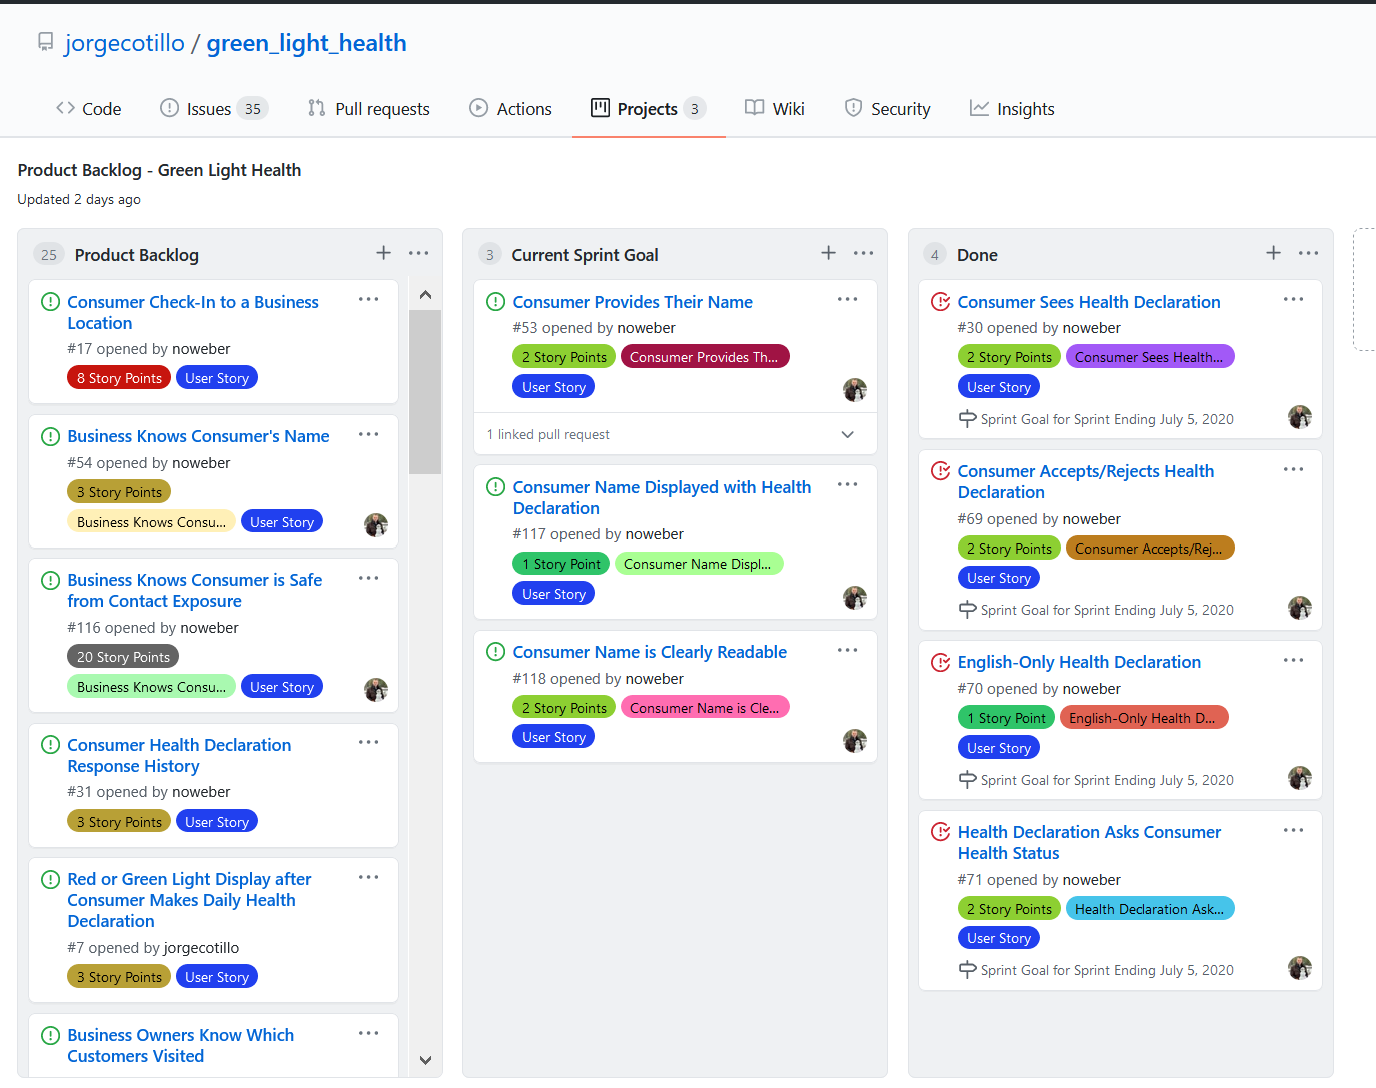 jorgecotillo / green_light_health
Code Issues 35 Pull requests Actions Projects 3 Wiki Security Insights
Product Backlog - Green Light Health
Updated 2 days ago
25 Product Backlog
Consumer Check-In to a Business
Location
#17 opened by noweber
8 Story Points User Story
Business Knows Consumer's Name
#54 opened by noweber
3 Story Points
Business Knows Consu... User Story
Business Knows Consumer is Safe
from Contact Exposure
#116 opened by noweber
20 Story Points
Business Knows Consu... User Story
Consumer Health Declaration
Response History
#31 opened by noweber
3 Story Points User Story
Red or Green Light Display after
Consumer Makes Daily Health
Declaration
#7 opened by jorgecotillo
3 Story Points User Story
Business Owners Know Which
Customers Visited
3 Current Sprint Goal
Consumer Provides Their Name
#53 opened by noweber
2 Story Points Consumer Provides Th...
User Story
1 linked pull request
Consumer Name Displayed with Health
Declaration
#117 opened by noweber
1 Story Point Consumer Name Displ...
User Story
Consumer Name is Clearly Readable
#118 opened by noweber
2 Story Points Consumer Name is Cle...
User Story
4 Done
Consumer Sees Health Declaration
#30 opened by noweber
2 Story Points Consumer Sees Health...
User Story
Sprint Goal for Sprint Ending July 5, 2020
Consumer Accepts/Rejects Health
Declaration
#69 opened by noweber
2 Story Points Consumer Accepts/Rej...
User Story
Sprint Goal for Sprint Ending July 5, 2020
English-Only Health Declaration
#70 opened by noweber
1 Story Point English-Only Health D...
User Story
Sprint Goal for Sprint Ending July 5, 2020
Health Declaration Asks Consumer
Health Status
#71 opened by noweber
2 Story Points Health Declaration Ask...
User Story
Sprint Goal for Sprint Ending July 5, 2020